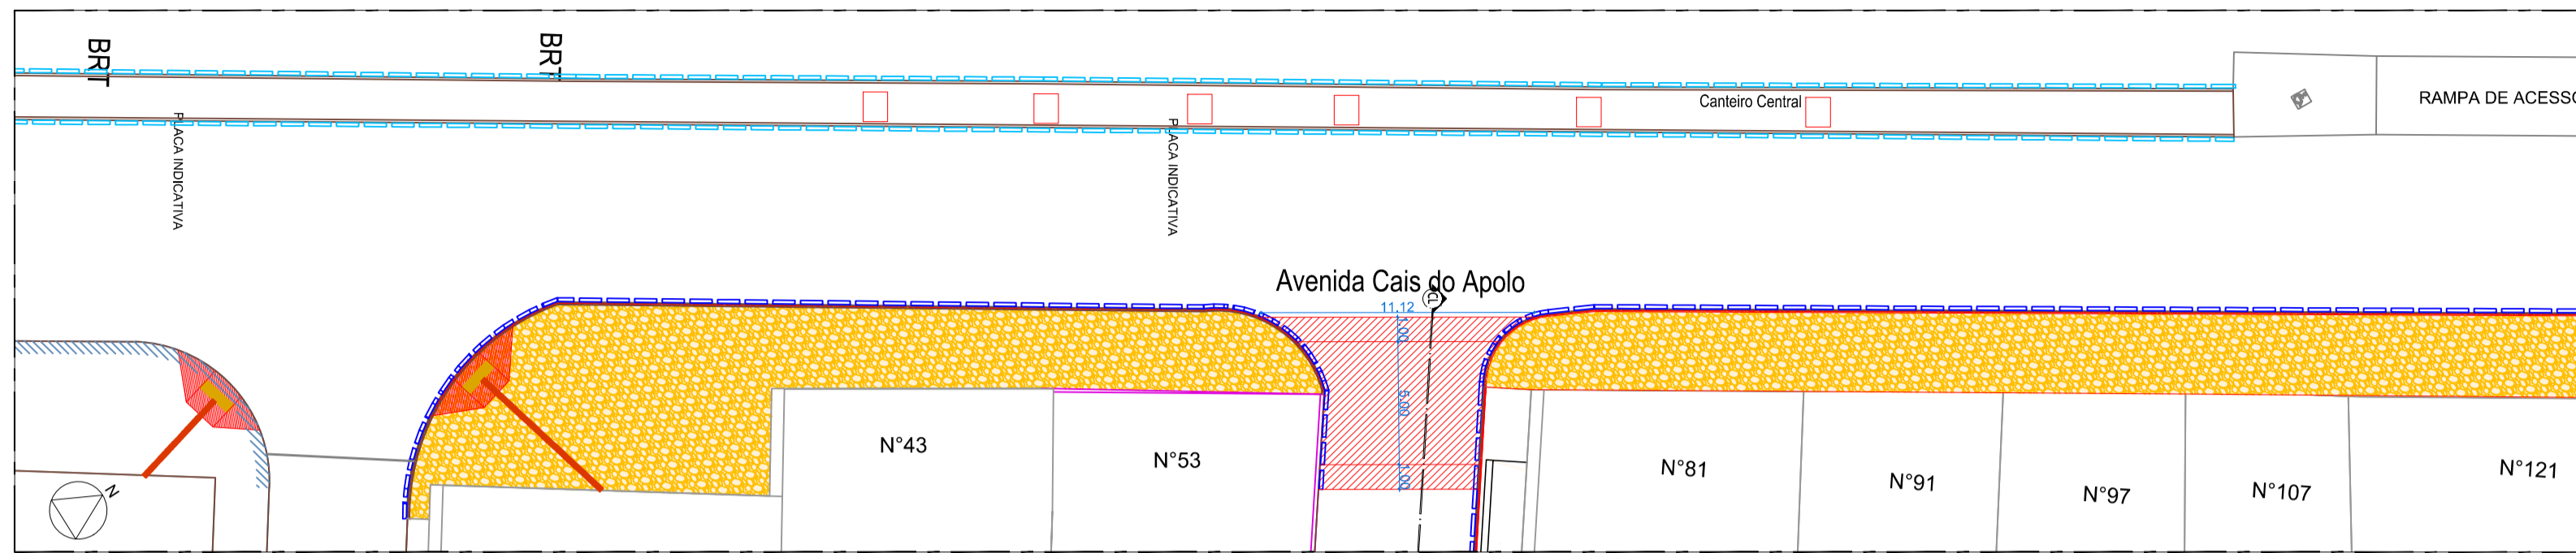 BRT
BRT
Canteiro Central
RAMPA DE ACESSO
PLACA INDICATIVA
PLACA INDICATIVA
Avenida Cais do Apolo
CL
11.12
1.00
5.00
1.00
N°43
N°53
N°81
N°91
N°97
N°107
N°121
N